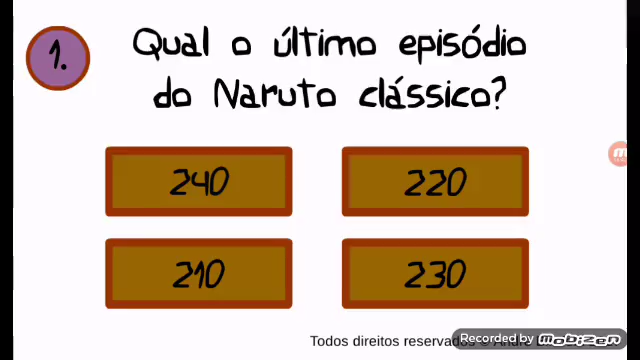 1.
Qual o último episódio
do Naruto clássico?
240
220
210
230
Todos direitos reservados ©
Recorded by mobizen